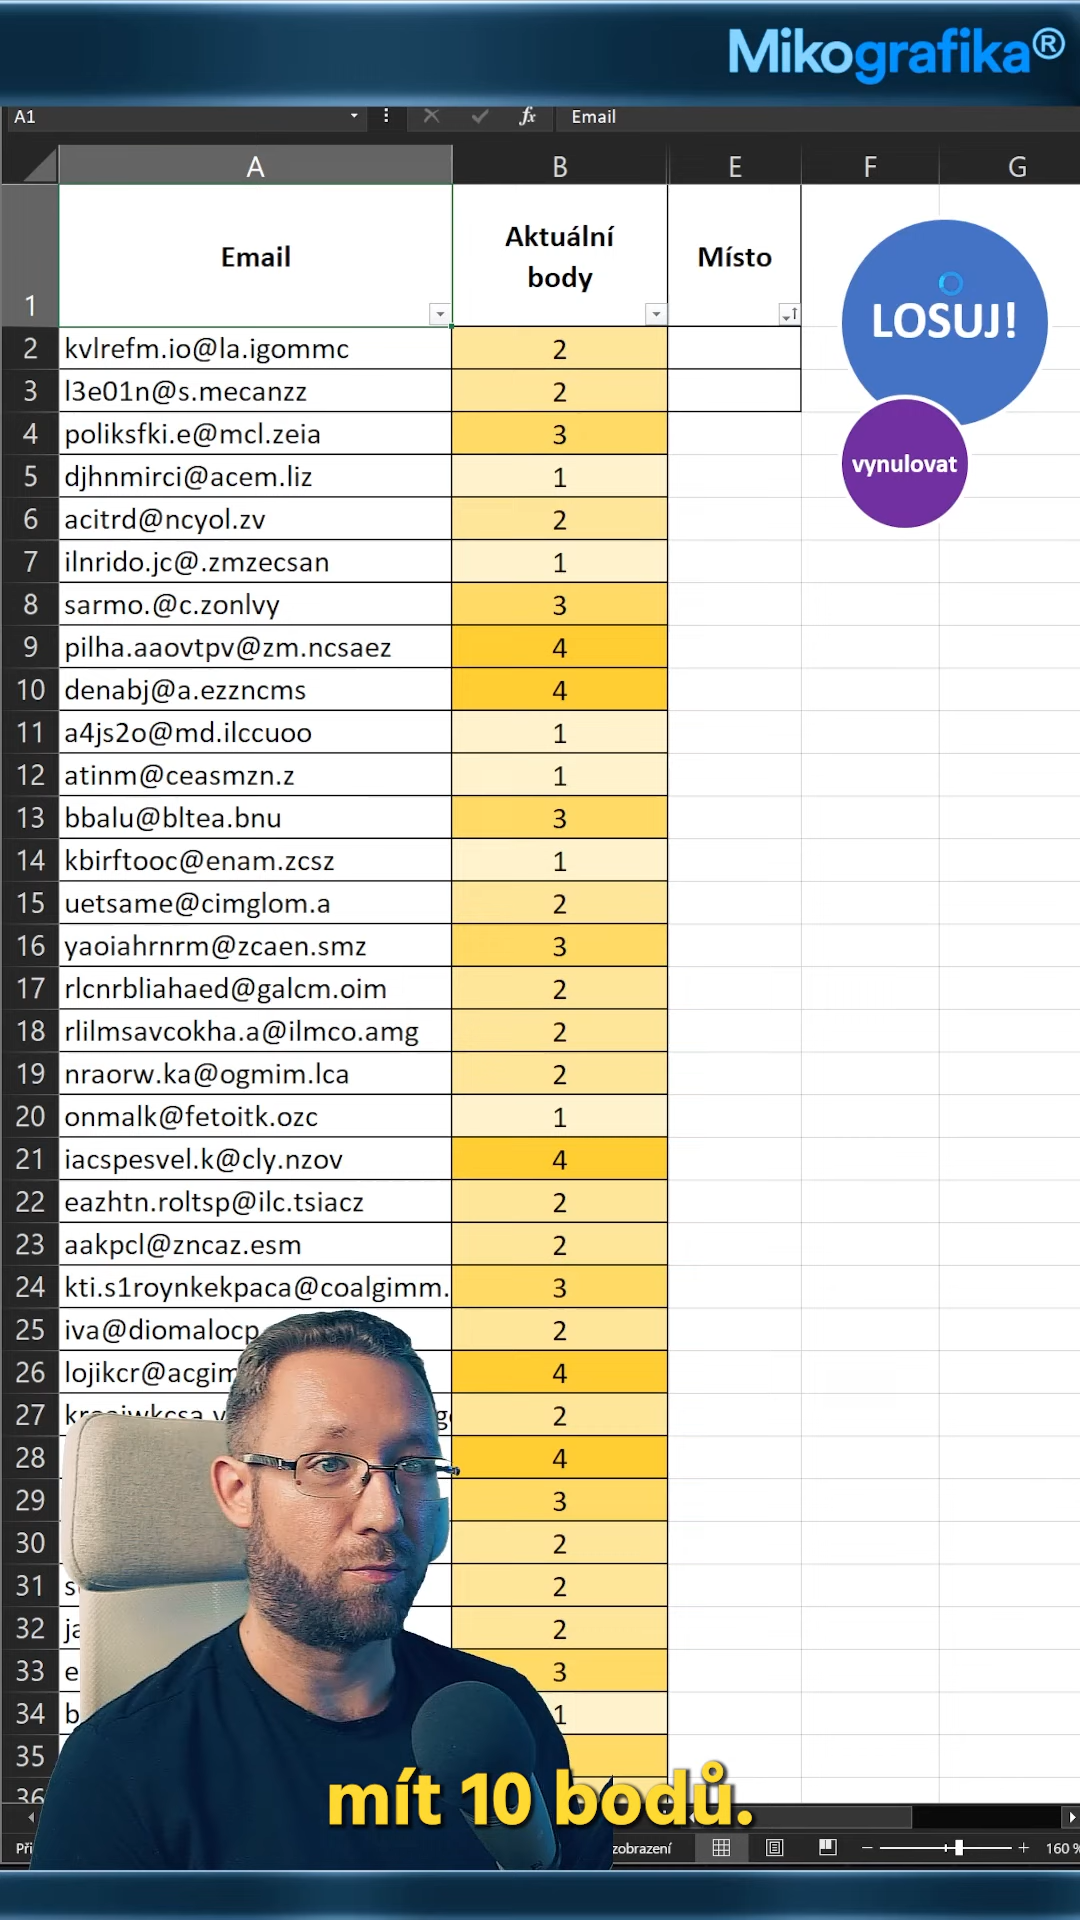 Mikografika®
A1
fx
Email
A B E F G
1 Email Aktuální body Místo
LOSUJ!
vynulovat
2 kvlrefm.io@la.igommc 2
3 l3e01n@s.mecanzz 2
4 poliksfki.e@mcl.zeia 3
5 djhnmirci@acem.liz 1
6 acitrd@ncyol.zv 2
7 ilnrido.jc@.zmzecsan 1
8 sarmo.@c.zonlvy 3
9 pilha.aaovtpv@zm.ncsaez 4
10 denabj@a.ezzncms 4
11 a4js2o@md.ilccuoo 1
12 atinm@ceasmzn.z 1
13 bbalu@bltea.bnu 3
14 kbirftooc@enam.zcsz 1
15 uetsame@cimglom.a 2
16 yaoiahrnrm@zcaen.smz 3
17 rlcnrbliahaed@galcm.oim 2
18 rlilmsavcokha.a@ilmco.amg 2
19 nraorw.ka@ogmim.lca 2
20 onmalk@fetoitk.ozc 1
21 iacspesvel.k@cly.nzov 4
22 eazhtn.roltsp@ilc.tsiacz 2
23 aakpcl@zncaz.esm 2
24 kti.s1roynkekpaca@coalgimm. 3
25 iva@diomalocp 2
26 lojikcr@acgim 4
27 2
28 4
29 3
30 2
31 s 2
32 ja 2
33 e 3
34 b 1
35
36
mít 10 bodů.
zobrazení
160 %